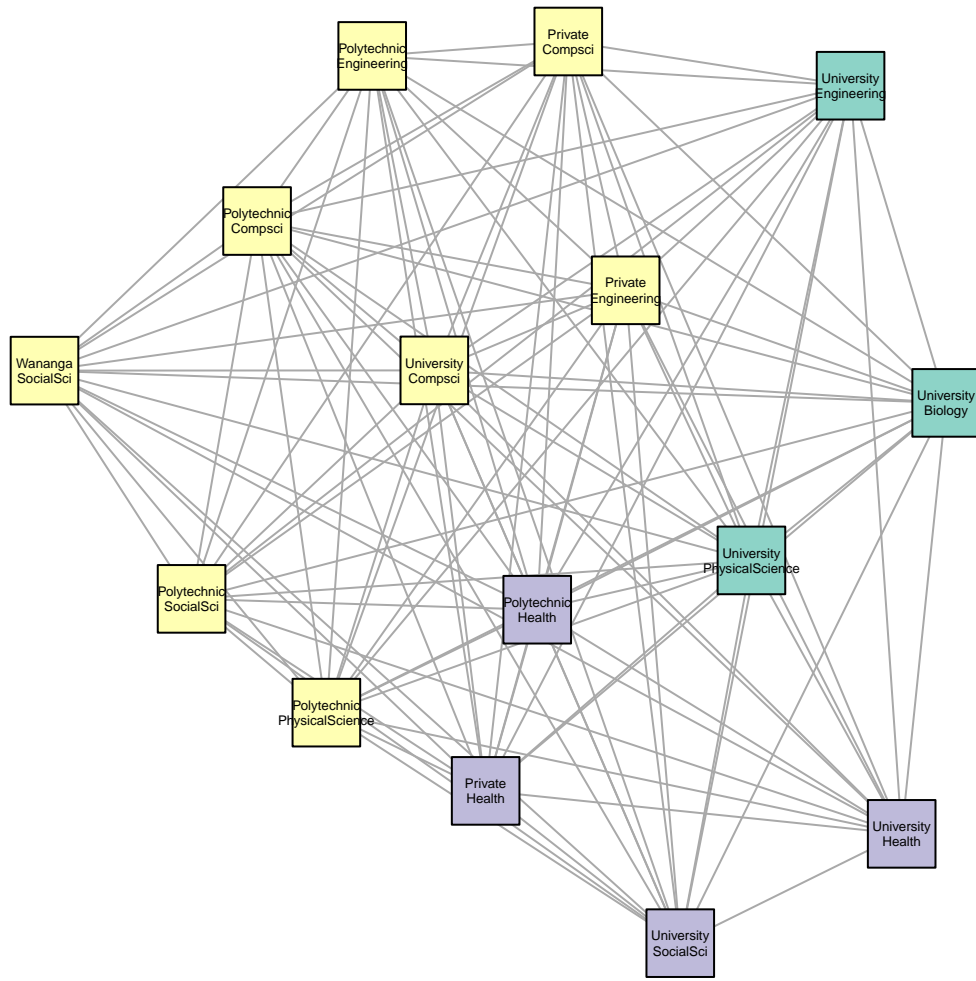 Private
Compsci
Polytechnic
Engineering
University
Engineering
Polytechnic
Compsci
Private
Engineering
Wananga
SocialSci
University
Compsci
University
Biology
University
PhysicalScience
Polytechnic
SocialSci
Polytechnic
Health
Polytechnic
PhysicalScience
Private
Health
University
Health
University
SocialSci